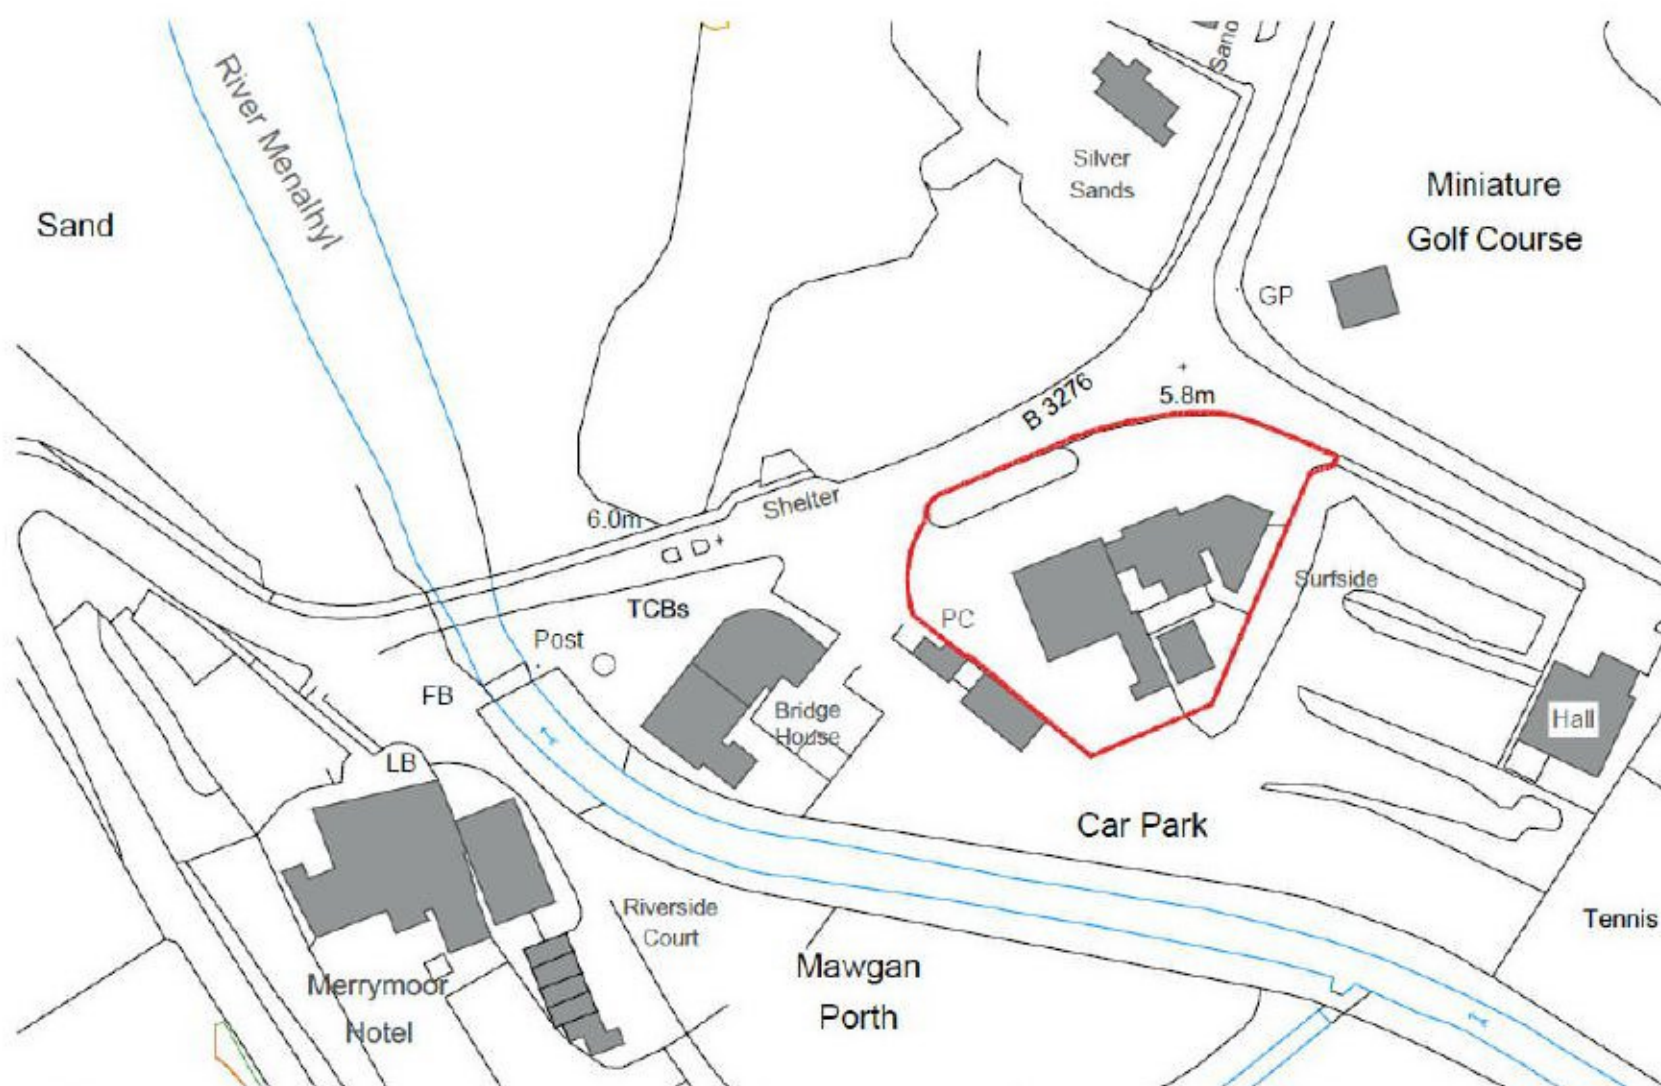 Sand
River Menalhyl
Sand
Silver
Sands
Miniature
Golf Course
GP
B 3276
5.8m
Shelter
6.0m
TCBs
Post
FB
LB
PC
Surfside
Bridge
House
Hall
Car Park
Riverside
Court
Merrymoor
Hotel
Mawgan
Porth
Tennis